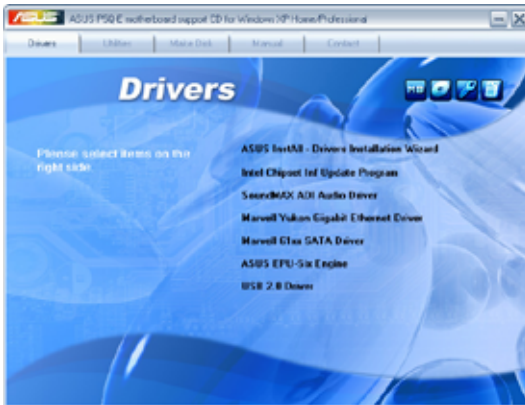 ASUS P5Q-E motherboard support CD for Windows XP Home/Professional
Drivers
Utilities
Make Disk
Manual
Contact
Drivers
Please select items on the
right side.
ASUS InstAll - Drivers Installation Wizard
Intel Chipset Inf Update Program
SoundMAX ADI Audio Driver
Marvell Yukon Gigabit Ethernet Driver
Marvell 61xx SATA Driver
ASUS EPU-Six Engine
USB 2.0 Driver